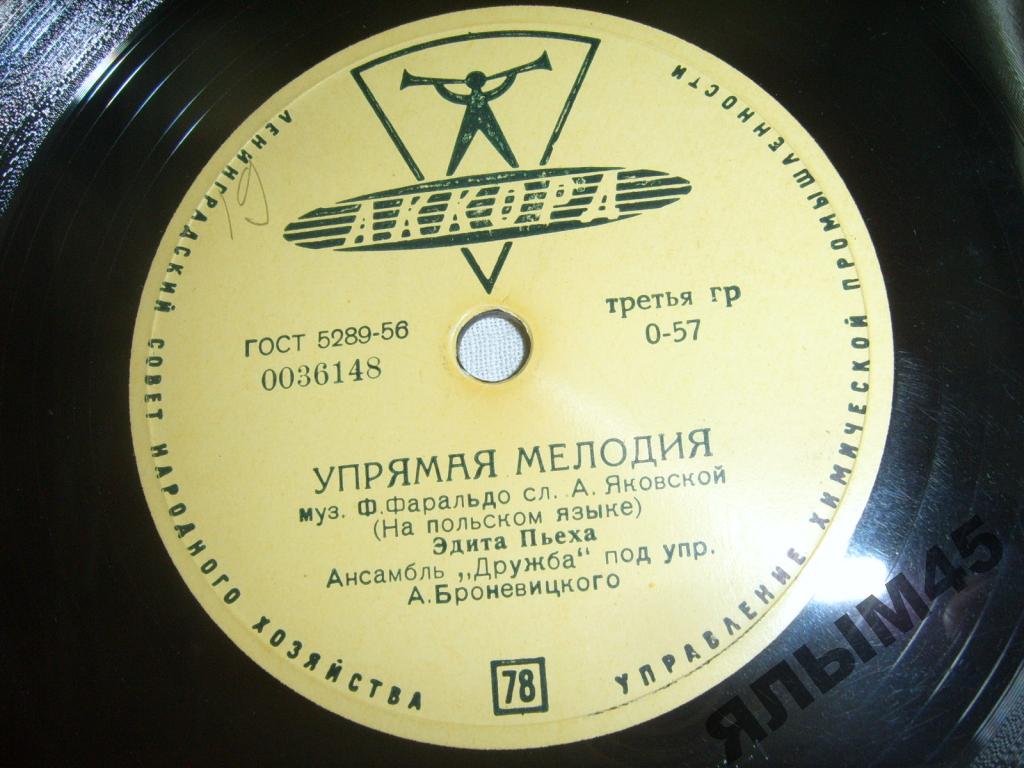 АККОРД
ЛЕНИНГРАДСКИЙ СОВЕТ НАРОДНОГО ХОЗЯЙСТВА
УПРАВЛЕНИЕ ХИМИЧЕСКОЙ ПРОМЫШЛЕННОСТИ
19
ГОСТ 5289-56
0036148
третья гр
0-57
УПРЯМАЯ МЕЛОДИЯ
муз. Ф.Фаральдо сл. А. Яковской
(На польском языке)
Эдита Пьеха
Ансамбль „Дружба" под упр.
А.Броневицкого
78
ЯЛЫМ45